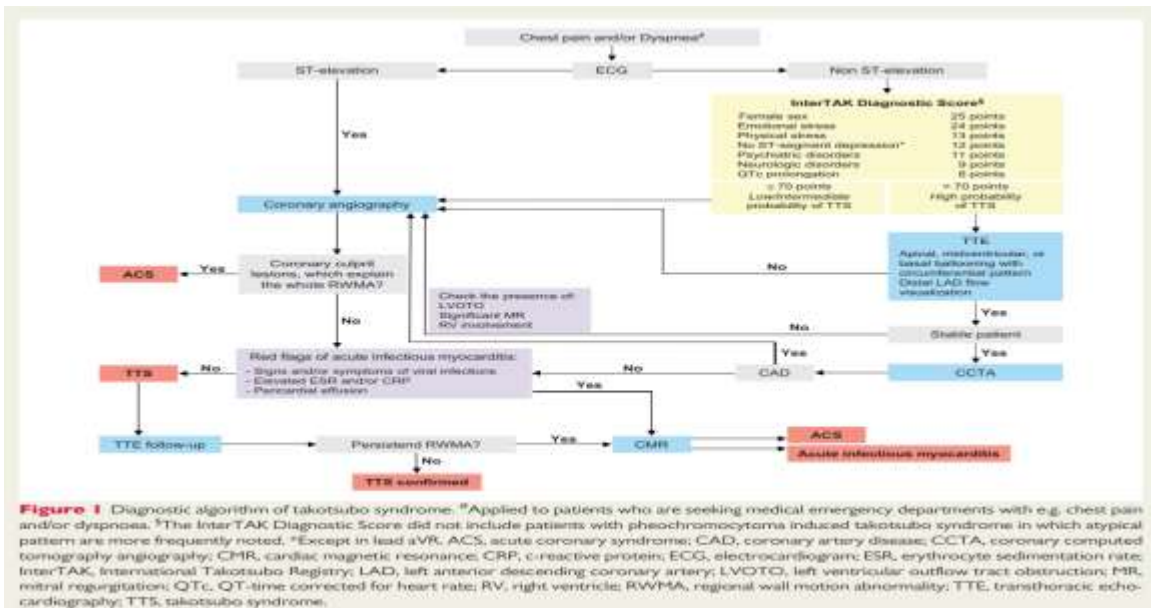 Chest pain and/or Dyspnea#
ST-elevation
ECG
Non ST-elevation
InterTAK Diagnostic Score§
Female sex 25 points
Emotional stress 24 points
Physical stress 13 points
No ST-segment depression* 12 points
Psychiatric disorders 11 points
Neurologic disorders 9 points
QTc prolongation 6 points
Yes
≤ 70 points
Low/intermediate
probability of TTS
70 points
High probability
of TTS
Coronary angiography
TTE
Apical, midventricular, or
basal ballooning with
circumferential pattern
Distal LAD flow
visualization
No
ACS
Yes
Coronary culprit
lesions, which explain
the whole RWMA?
Check the presence of:
LVOTO
Significant MR
RV involvement
Yes
No
No
Stable patient
Yes
Yes
TTS
No
Red flags of acute infectious myocarditis:
- Signs and/or symptoms of viral infections
- Elevated ESR and/or CRP
- Pericardial effusion
No
CAD
CCTA
Yes
TTE follow-up
Persistend RWMA?
Yes
CMR
ACS
Acute infectious myocarditis
No
TTS confirmed
Figure 1 Diagnostic algorithm of takotsubo syndrome. #Applied to patients who are seeking medical emergency departments with e.g. chest pain
and/or dyspnoea. §The InterTAK Diagnostic Score did not include patients with pheochromocytoma induced takotsubo syndrome in which atypical
pattern are more frequently noted. *Except in lead aVR. ACS, acute coronary syndrome; CAD, coronary artery disease; CCTA, coronary computed
tomography angiography; CMR, cardiac magnetic resonance; CRP, c-reactive protein; ECG, electrocardiogram; ESR, erythrocyte sedimentation rate;
InterTAK, International Takotsubo Registry; LAD, left anterior descending coronary artery; LVOTO, left ventricular outflow tract obstruction; MR,
mitral regurgitation; QTc, QT-time corrected for heart rate; RV, right ventricle; RWMA, regional wall motion abnormality; TTE, transthoracic echo-
cardiography; TTS, takotsubo syndrome.